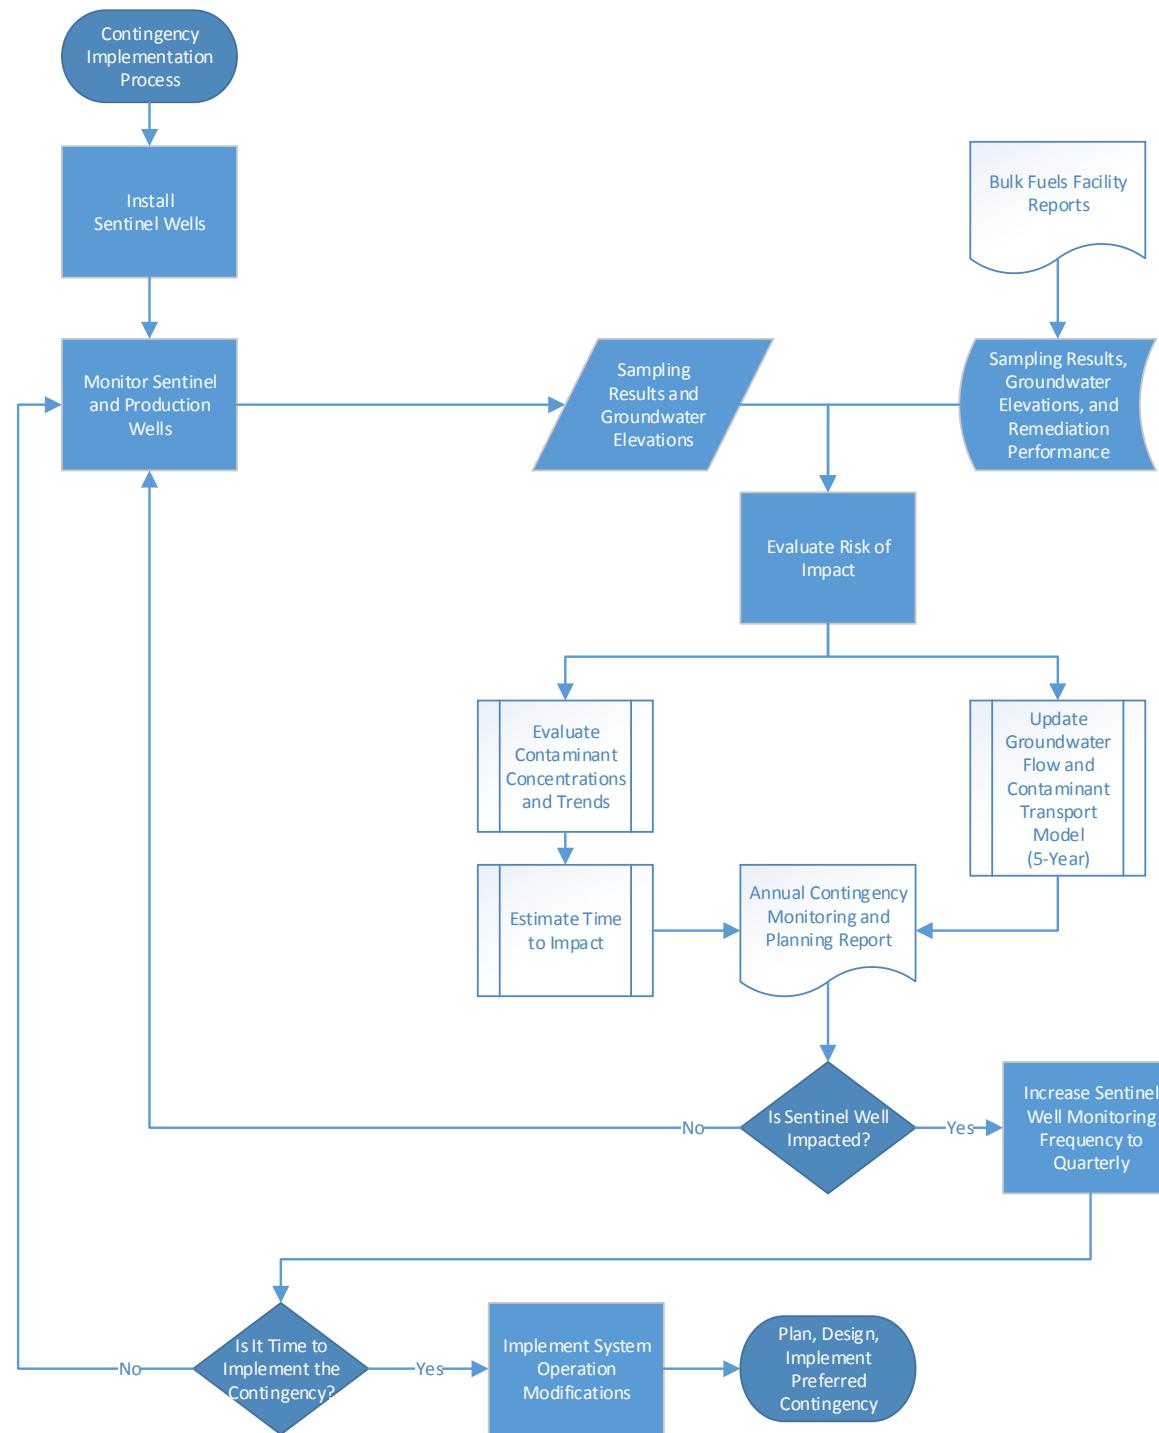 Contingency
Implementation
Process
Install
Sentinel Wells
Bulk Fuels Facility
Reports
Monitor Sentinel
and Production
Wells
Sampling
Results and
Groundwater
Elevations
Sampling Results,
Groundwater
Elevations, and
Remediation
Performance
Evaluate Risk of
Impact
Evaluate
Contaminant
Concentrations
and Trends
Update
Groundwater
Flow and
Contaminant
Transport
Model
(5-Year)
Estimate Time
to Impact
Annual Contingency
Monitoring and
Planning Report
Is Sentinel Well
Impacted?
No
Yes
Increase Sentinel
Well Monitoring
Frequency to
Quarterly
Is It Time to
Implement the
Contingency?
No
Yes
Implement System
Operation
Modifications
Plan, Design,
Implement
Preferred
Contingency